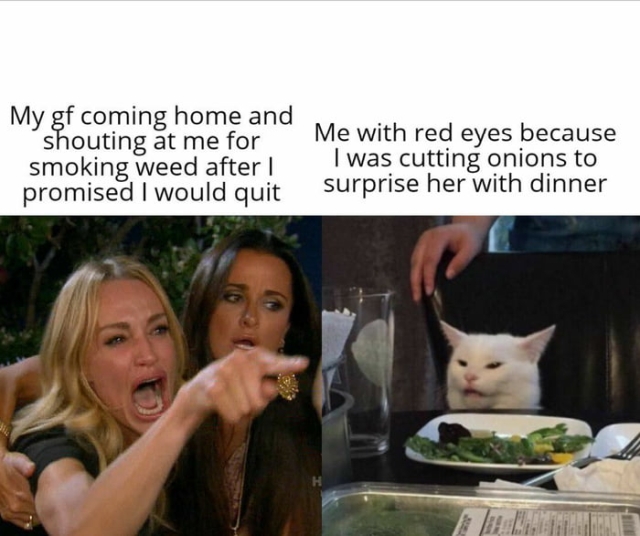 My gf coming home and
shouting at me for
smoking weed after I
promised I would quit
Me with red eyes because
I was cutting onions to
surprise her with dinner
H